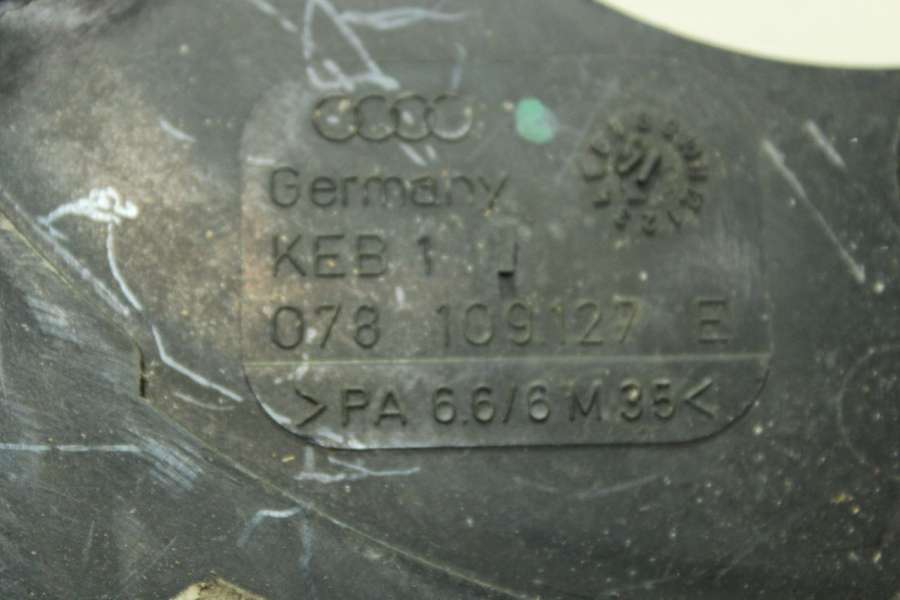 Germany
KEB 1
078 109127 E
>PA 6.6/6 M 35<